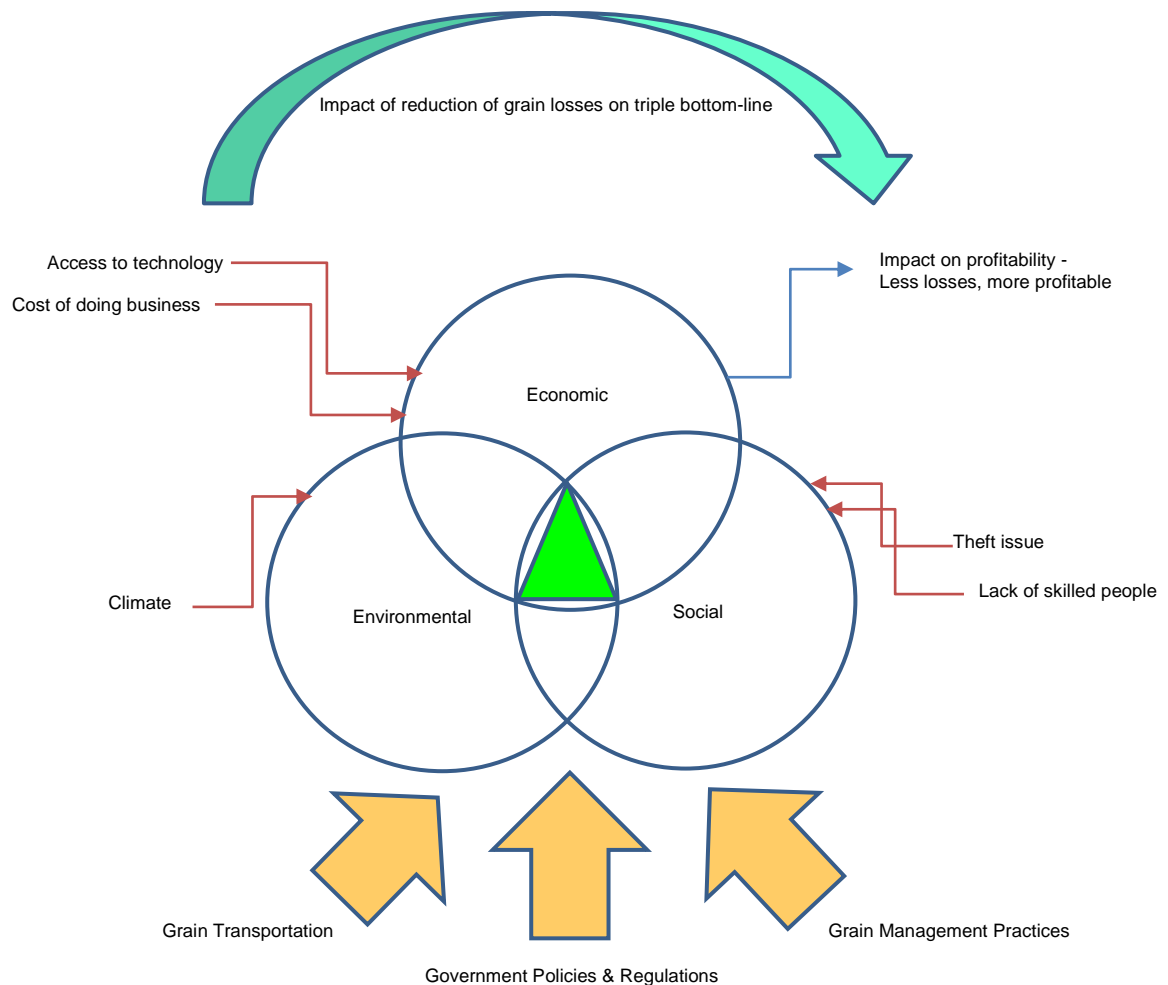 Impact of reduction of grain losses on triple bottom-line
Access to technology
Cost of doing business
Impact on profitability -
Less losses, more profitable
Economic
Climate
Environmental
Social
Theft issue
Lack of skilled people
Grain Transportation
Government Policies & Regulations
Grain Management Practices